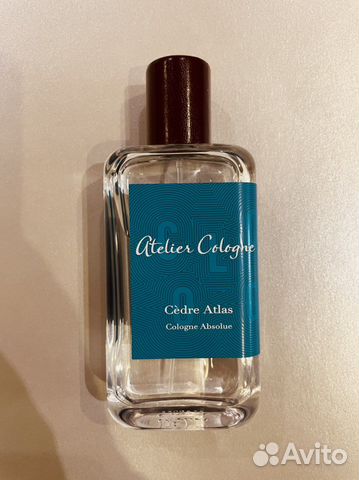 Atelier Cologne
Cèdre Atlas
Cologne Absolue
Avito